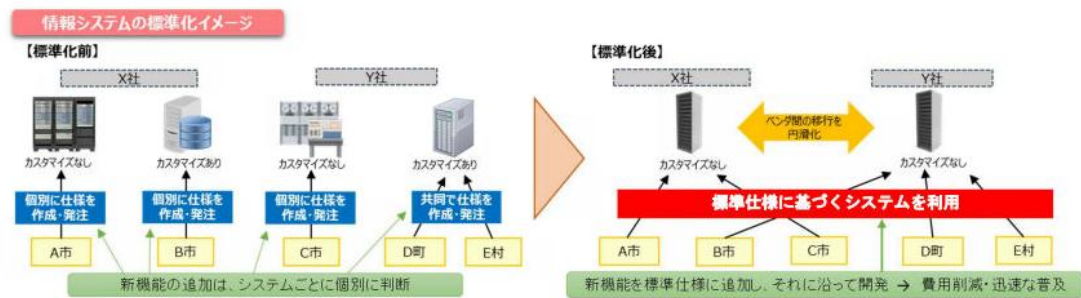 情報システムの標準化イメージ
【標準化前】
X社
Y社
カスタマイズなし
カスタマイズあり
カスタマイズなし
カスタマイズあり
個別に仕様を
作成・発注
個別に仕様を
作成・発注
個別に仕様を
作成・発注
共同で仕様を
作成・発注
A市
B市
C市
D町
E村
新機能の追加は、システムごとに個別に判断
【標準化後】
X社
Y社
ベンダ間の移行を
円滑化
カスタマイズなし
カスタマイズなし
標準仕様に基づくシステムを利用
A市
B市
C市
D町
E村
新機能を標準仕様に追加し、それに沿って開発 → 費用削減・迅速な普及